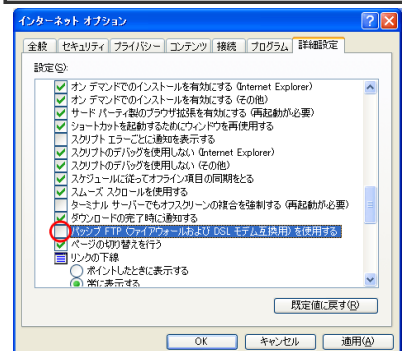 インターネット オプション
全般 セキュリティ プライバシー コンテンツ 接続 プログラム 詳細設定
設定(S):
オン デマンドでのインストールを有効にする (Internet Explorer)
オン デマンドでのインストールを有効にする (その他)
サード パーティ製のブラウザ拡張を有効にする (再起動が必要)
ショートカットを起動するためにウィンドウを再使用する
スクリプト エラーごとに通知を表示する
スクリプトのデバッグを使用しない (Internet Explorer)
スクリプトのデバッグを使用しない (その他)
スケジュールに従ってオフライン項目の同期をとる
スムーズ スクロールを使用する
ターミナル サーバーでもオフスクリーンの複合を強制する (再起動が必要)
ダウンロードの完了時に通知する
パッシブ FTP (ファイアウォールおよび DSL モデム互換用) を使用する
ページの切り替えを行う
リンクの下線
ポイントしたときに表示する
常に表示する
既定値に戻す(R)
OK キャンセル 適用(A)